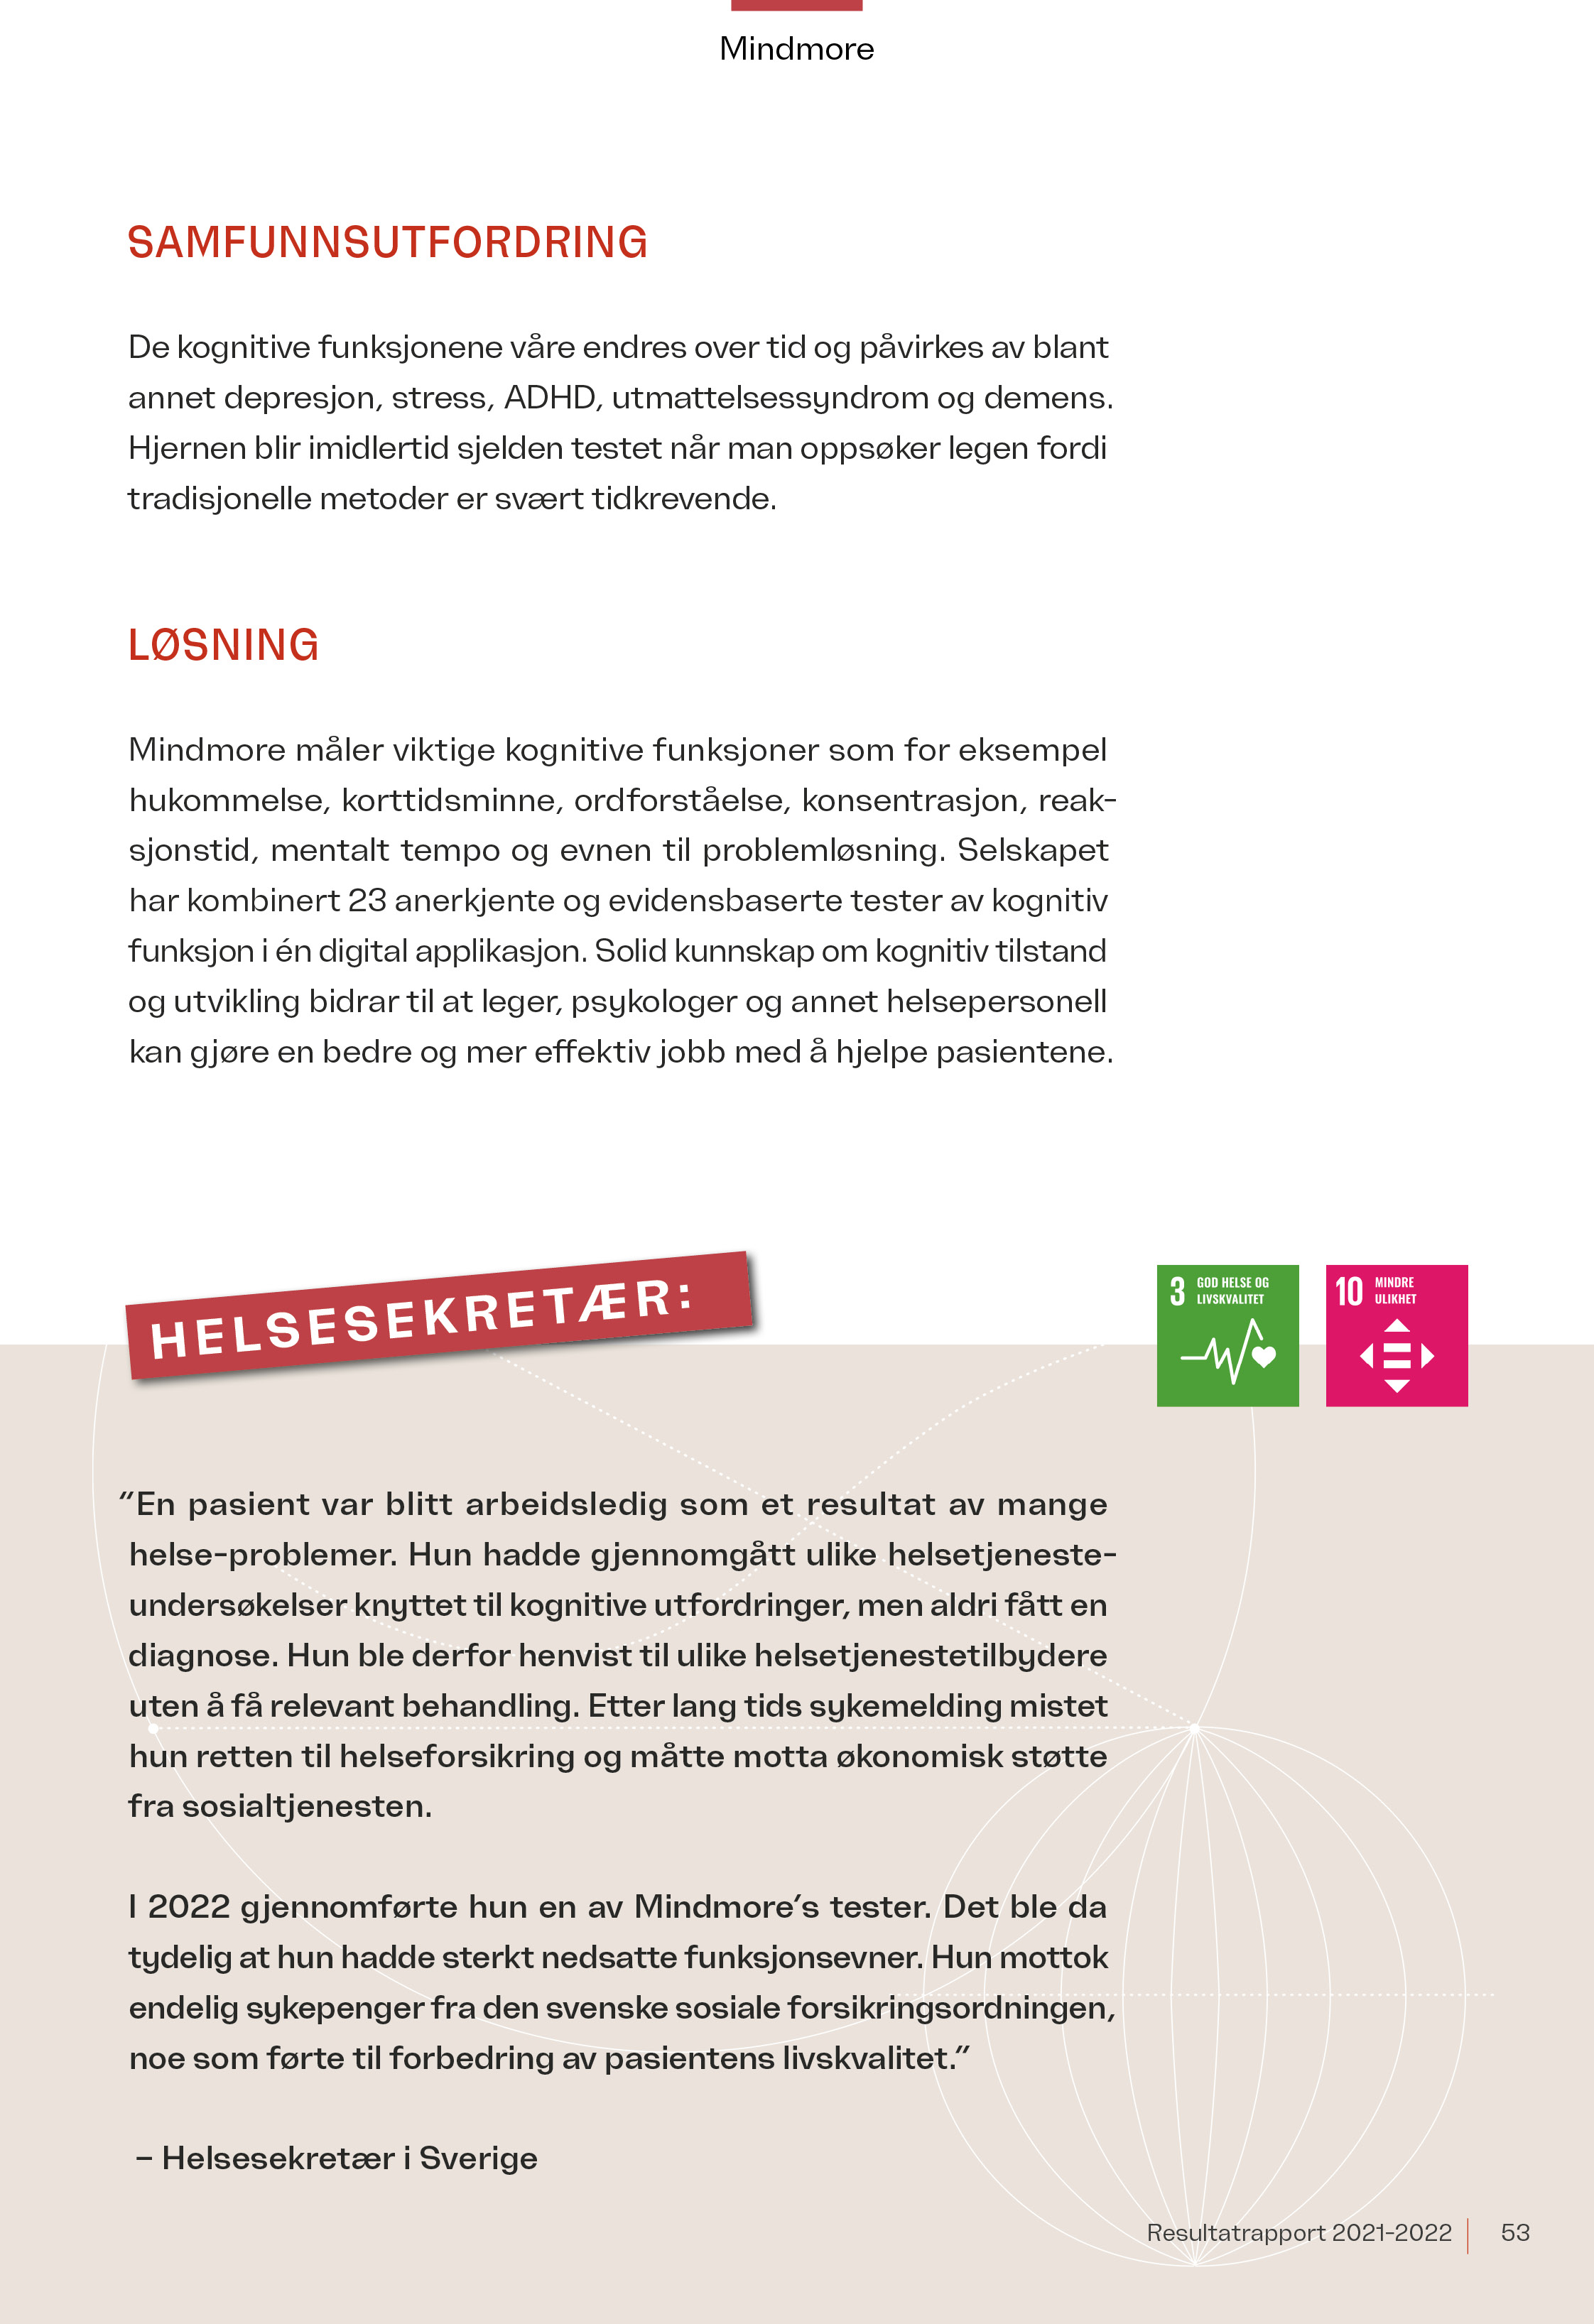 Mindmore
SAMFUNNSUTFORDRING
De kognitive funksjonene våre endres over tid og påvirkes av blant
annet depresjon, stress, ADHD, utmattelsessyndrom og demens.
Hjernen blir imidlertid sjelden testet når man oppsøker legen fordi
tradisjonelle metoder er svært tidkrevende.
LØSNING
Mindmore måler viktige kognitive funksjoner som for eksempel
hukommelse, korttidsminne, ordforståelse, konsentrasjon, reak-
sjonstid, mentalt tempo og evnen til problemløsning. Selskapet
har kombinert 23 anerkjente og evidensbaserte tester av kognitiv
funksjon i én digital applikasjon. Solid kunnskap om kognitiv tilstand
og utvikling bidrar til at leger, psykologer og annet helsepersonell
kan gjøre en bedre og mer effektiv jobb med å hjelpe pasientene.
HELSESEKRETÆR:
3 GOD HELSE OG
LIVSKVALITET
10 MINDRE
ULIKHET
"En pasient var blitt arbeidsledig som et resultat av mange
helse-problemer. Hun hadde gjennomgått ulike helsetjeneste-
undersøkelser knyttet til kognitive utfordringer, men aldri fått en
diagnose. Hun ble derfor henvist til ulike helsetjenestetilbydere
uten å få relevant behandling. Etter lang tids sykemelding mistet
hun retten til helseforsikring og måtte motta økonomisk støtte
fra sosialtjenesten.
I 2022 gjennomførte hun en av Mindmore's tester. Det ble da
tydelig at hun hadde sterkt nedsatte funksjonsevner. Hun mottok
endelig sykepenger fra den svenske sosiale forsikringsordningen,
noe som førte til forbedring av pasientens livskvalitet."
– Helsesekretær i Sverige
Resultatrapport 2021-2022 53